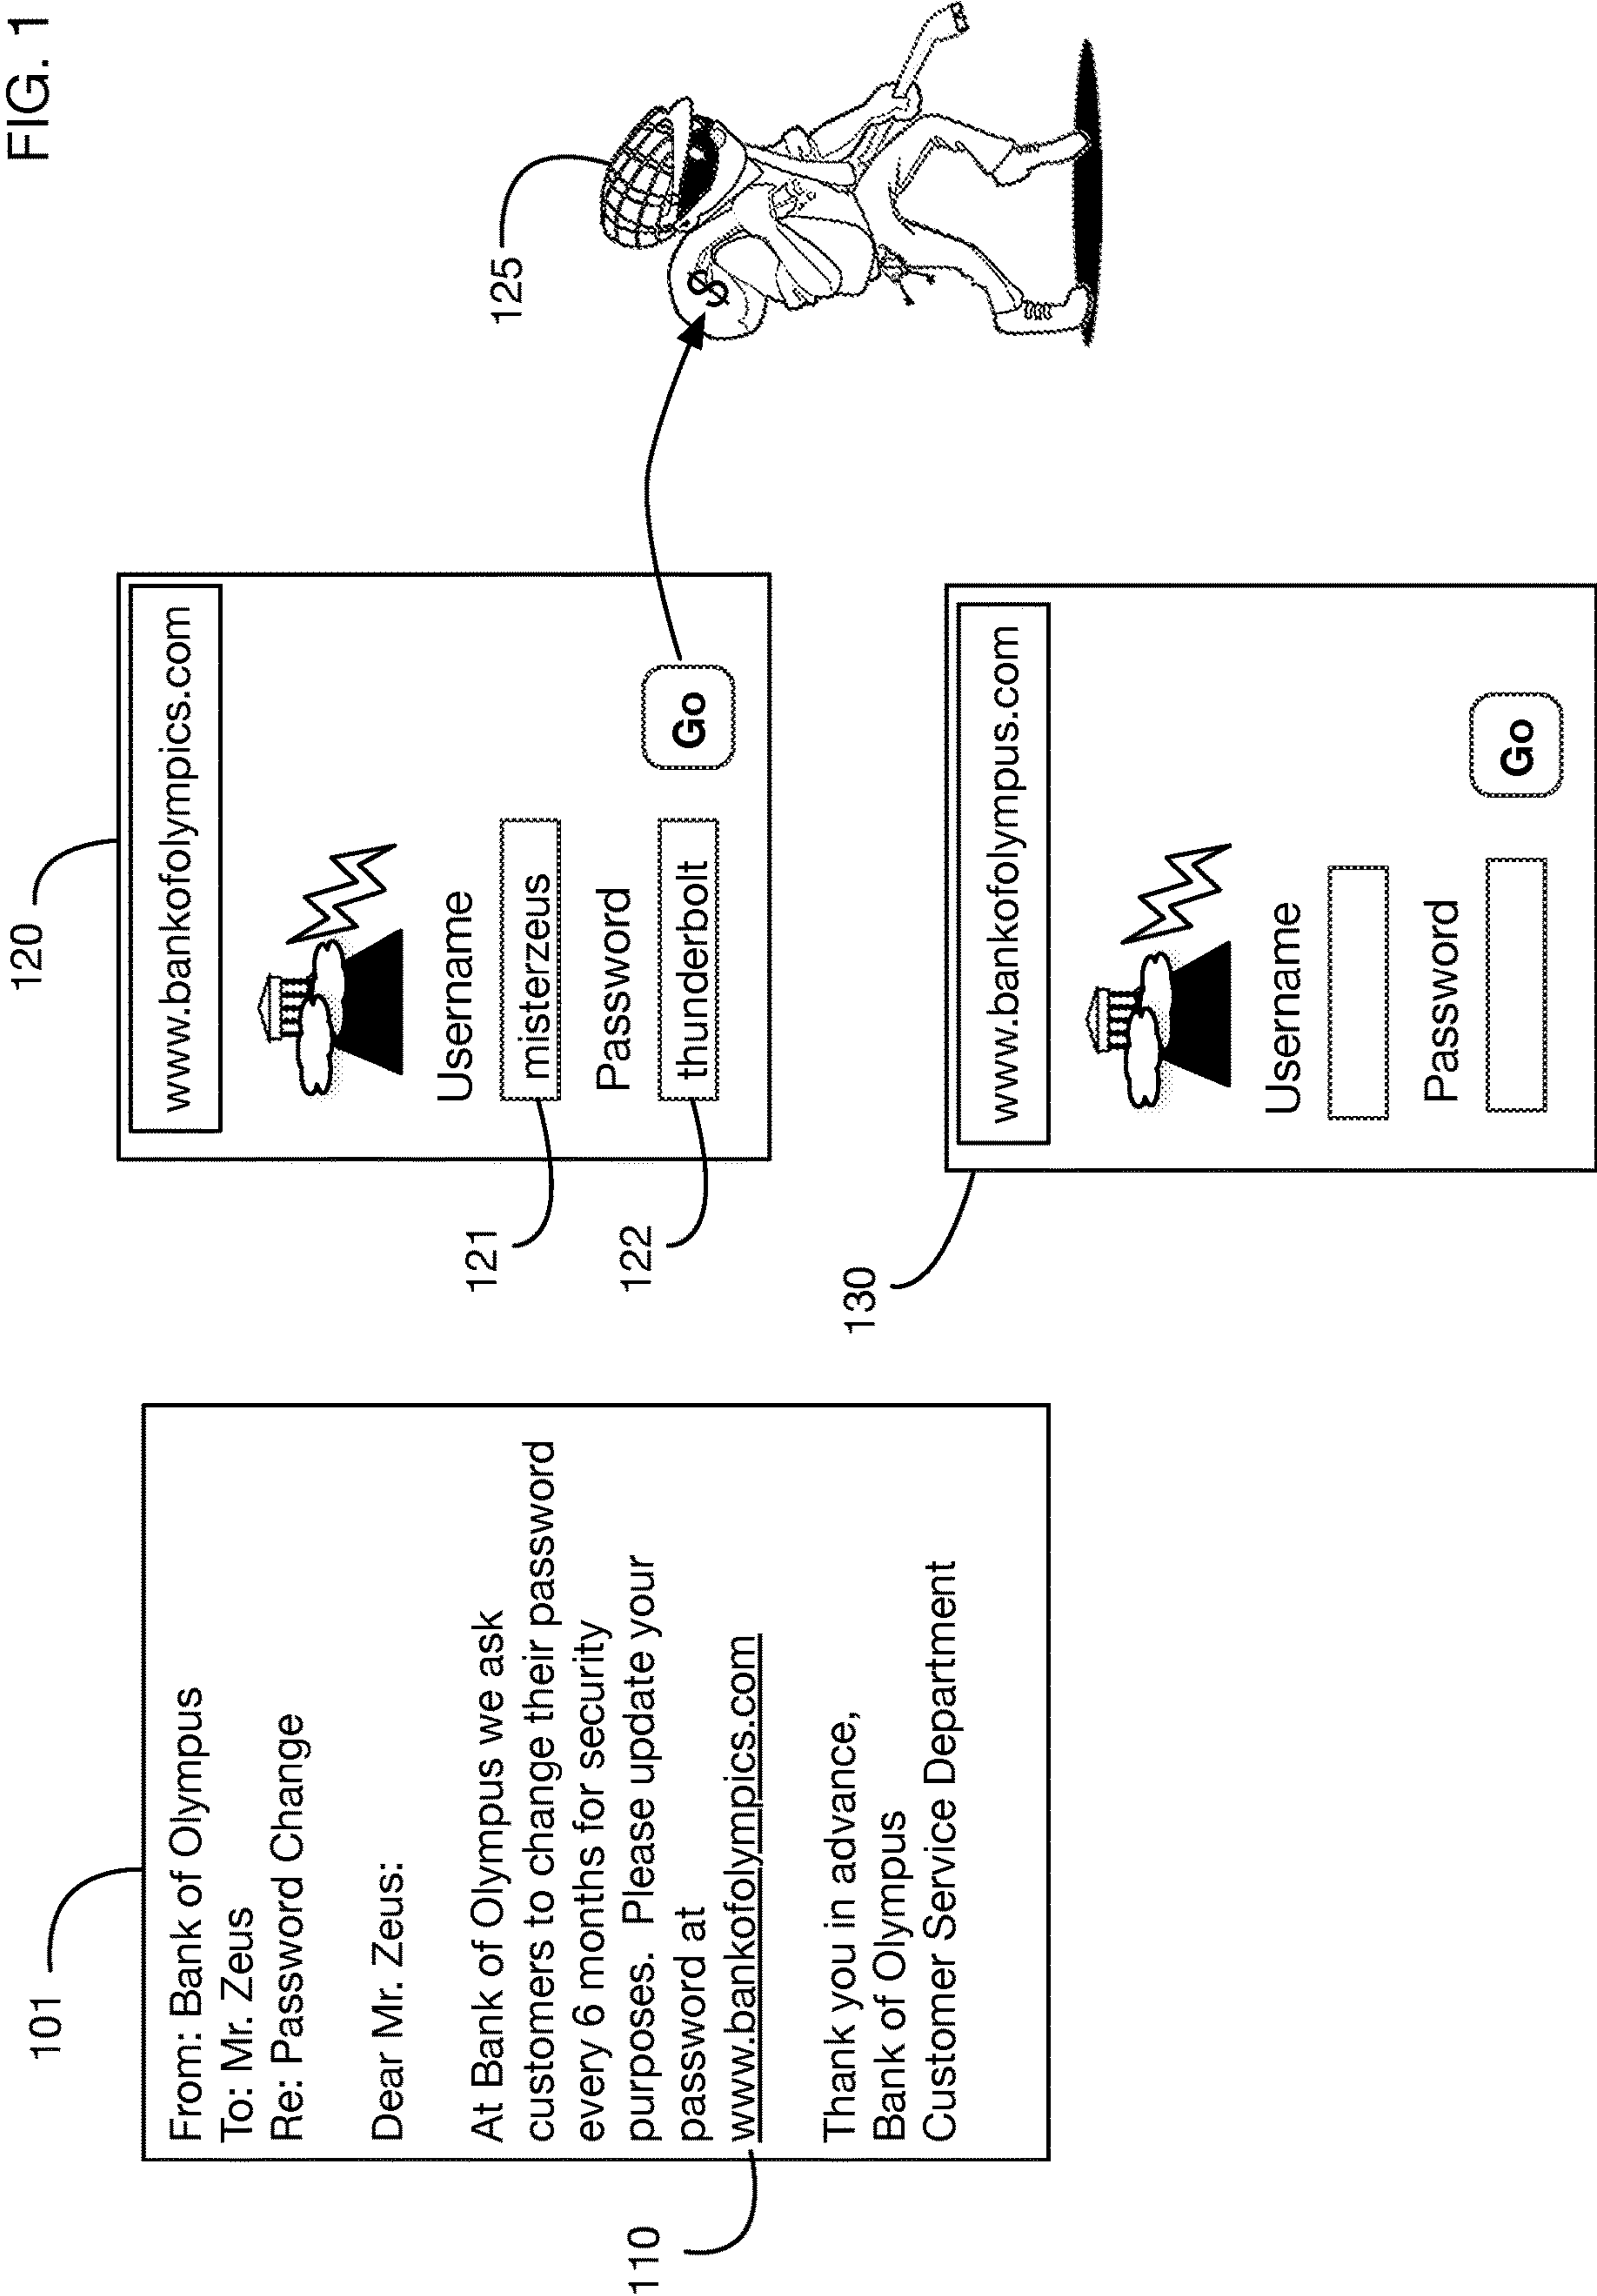 FIG. 1
101
From: Bank of Olympus
To: Mr. Zeus
Re: Password Change
Dear Mr. Zeus:
At Bank of Olympus we ask
customers to change their password
every 6 months for security
purposes.  Please update your
password at
www.bankofolympics.com
Thank you in advance,
Bank of Olympus
Customer Service Department
110
120
www.bankofolympics.com
Username
misterzeus
Password
thunderbolt
Go
121
122
125
$
130
www.bankofolympus.com
Username
Password
Go